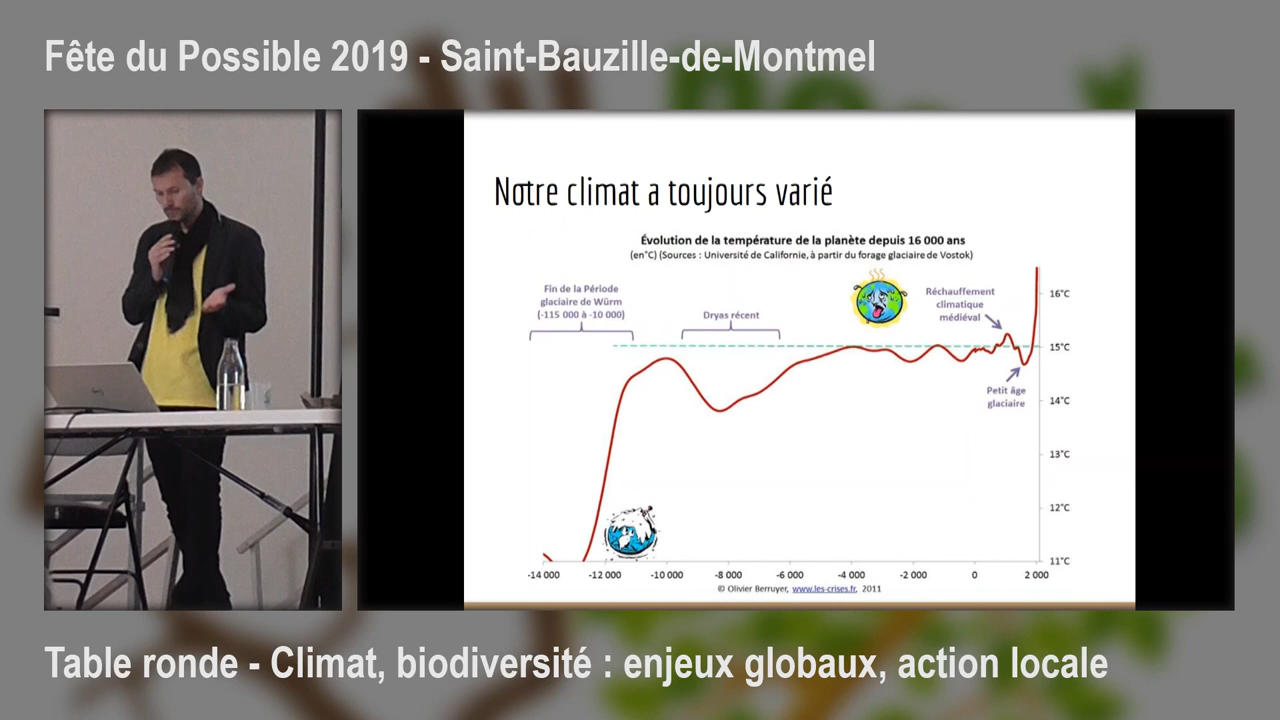 Fête du Possible 2019 - Saint-Bauzille-de-Montmel
Notre climat a toujours varié
Évolution de la température de la planète depuis 16 000 ans
(en°C) (Sources : Université de Californie, à partir du forage glaciaire de Vostok)
Fin de la Période
glaciaire de Würm
(-115 000 à -10 000)
Dryas récent
Réchauffement
climatique
médiéval
Petit âge
glaciaire
16°C
15°C
14°C
13°C
12°C
11°C
-14 000 -12 000 -10 000 -8 000 -6 000 -4 000 -2 000 0 2 000
© Olivier Berruyer, www.les-crises.fr, 2011
Table ronde - Climat, biodiversité : enjeux globaux, action locale